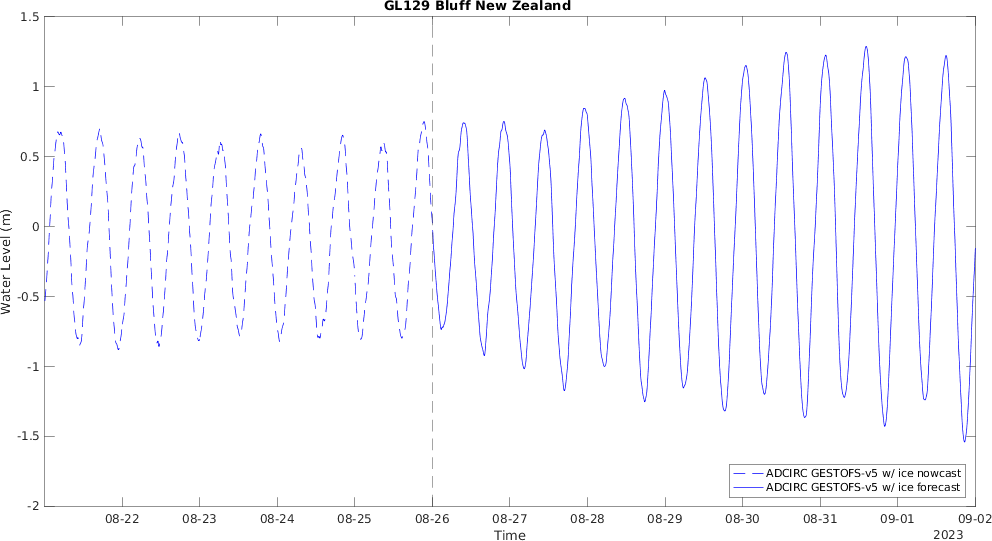 GL129 Bluff New Zealand
1.5
1
0.5
0
-0.5
-1
-1.5
-2
Water Level (m)
ADCIRC GESTOFS-v5 w/ ice nowcast
ADCIRC GESTOFS-v5 w/ ice forecast
08-22 08-23 08-24 08-25 08-26 08-27 08-28 08-29 08-30 08-31 09-01 09-02
Time
2023